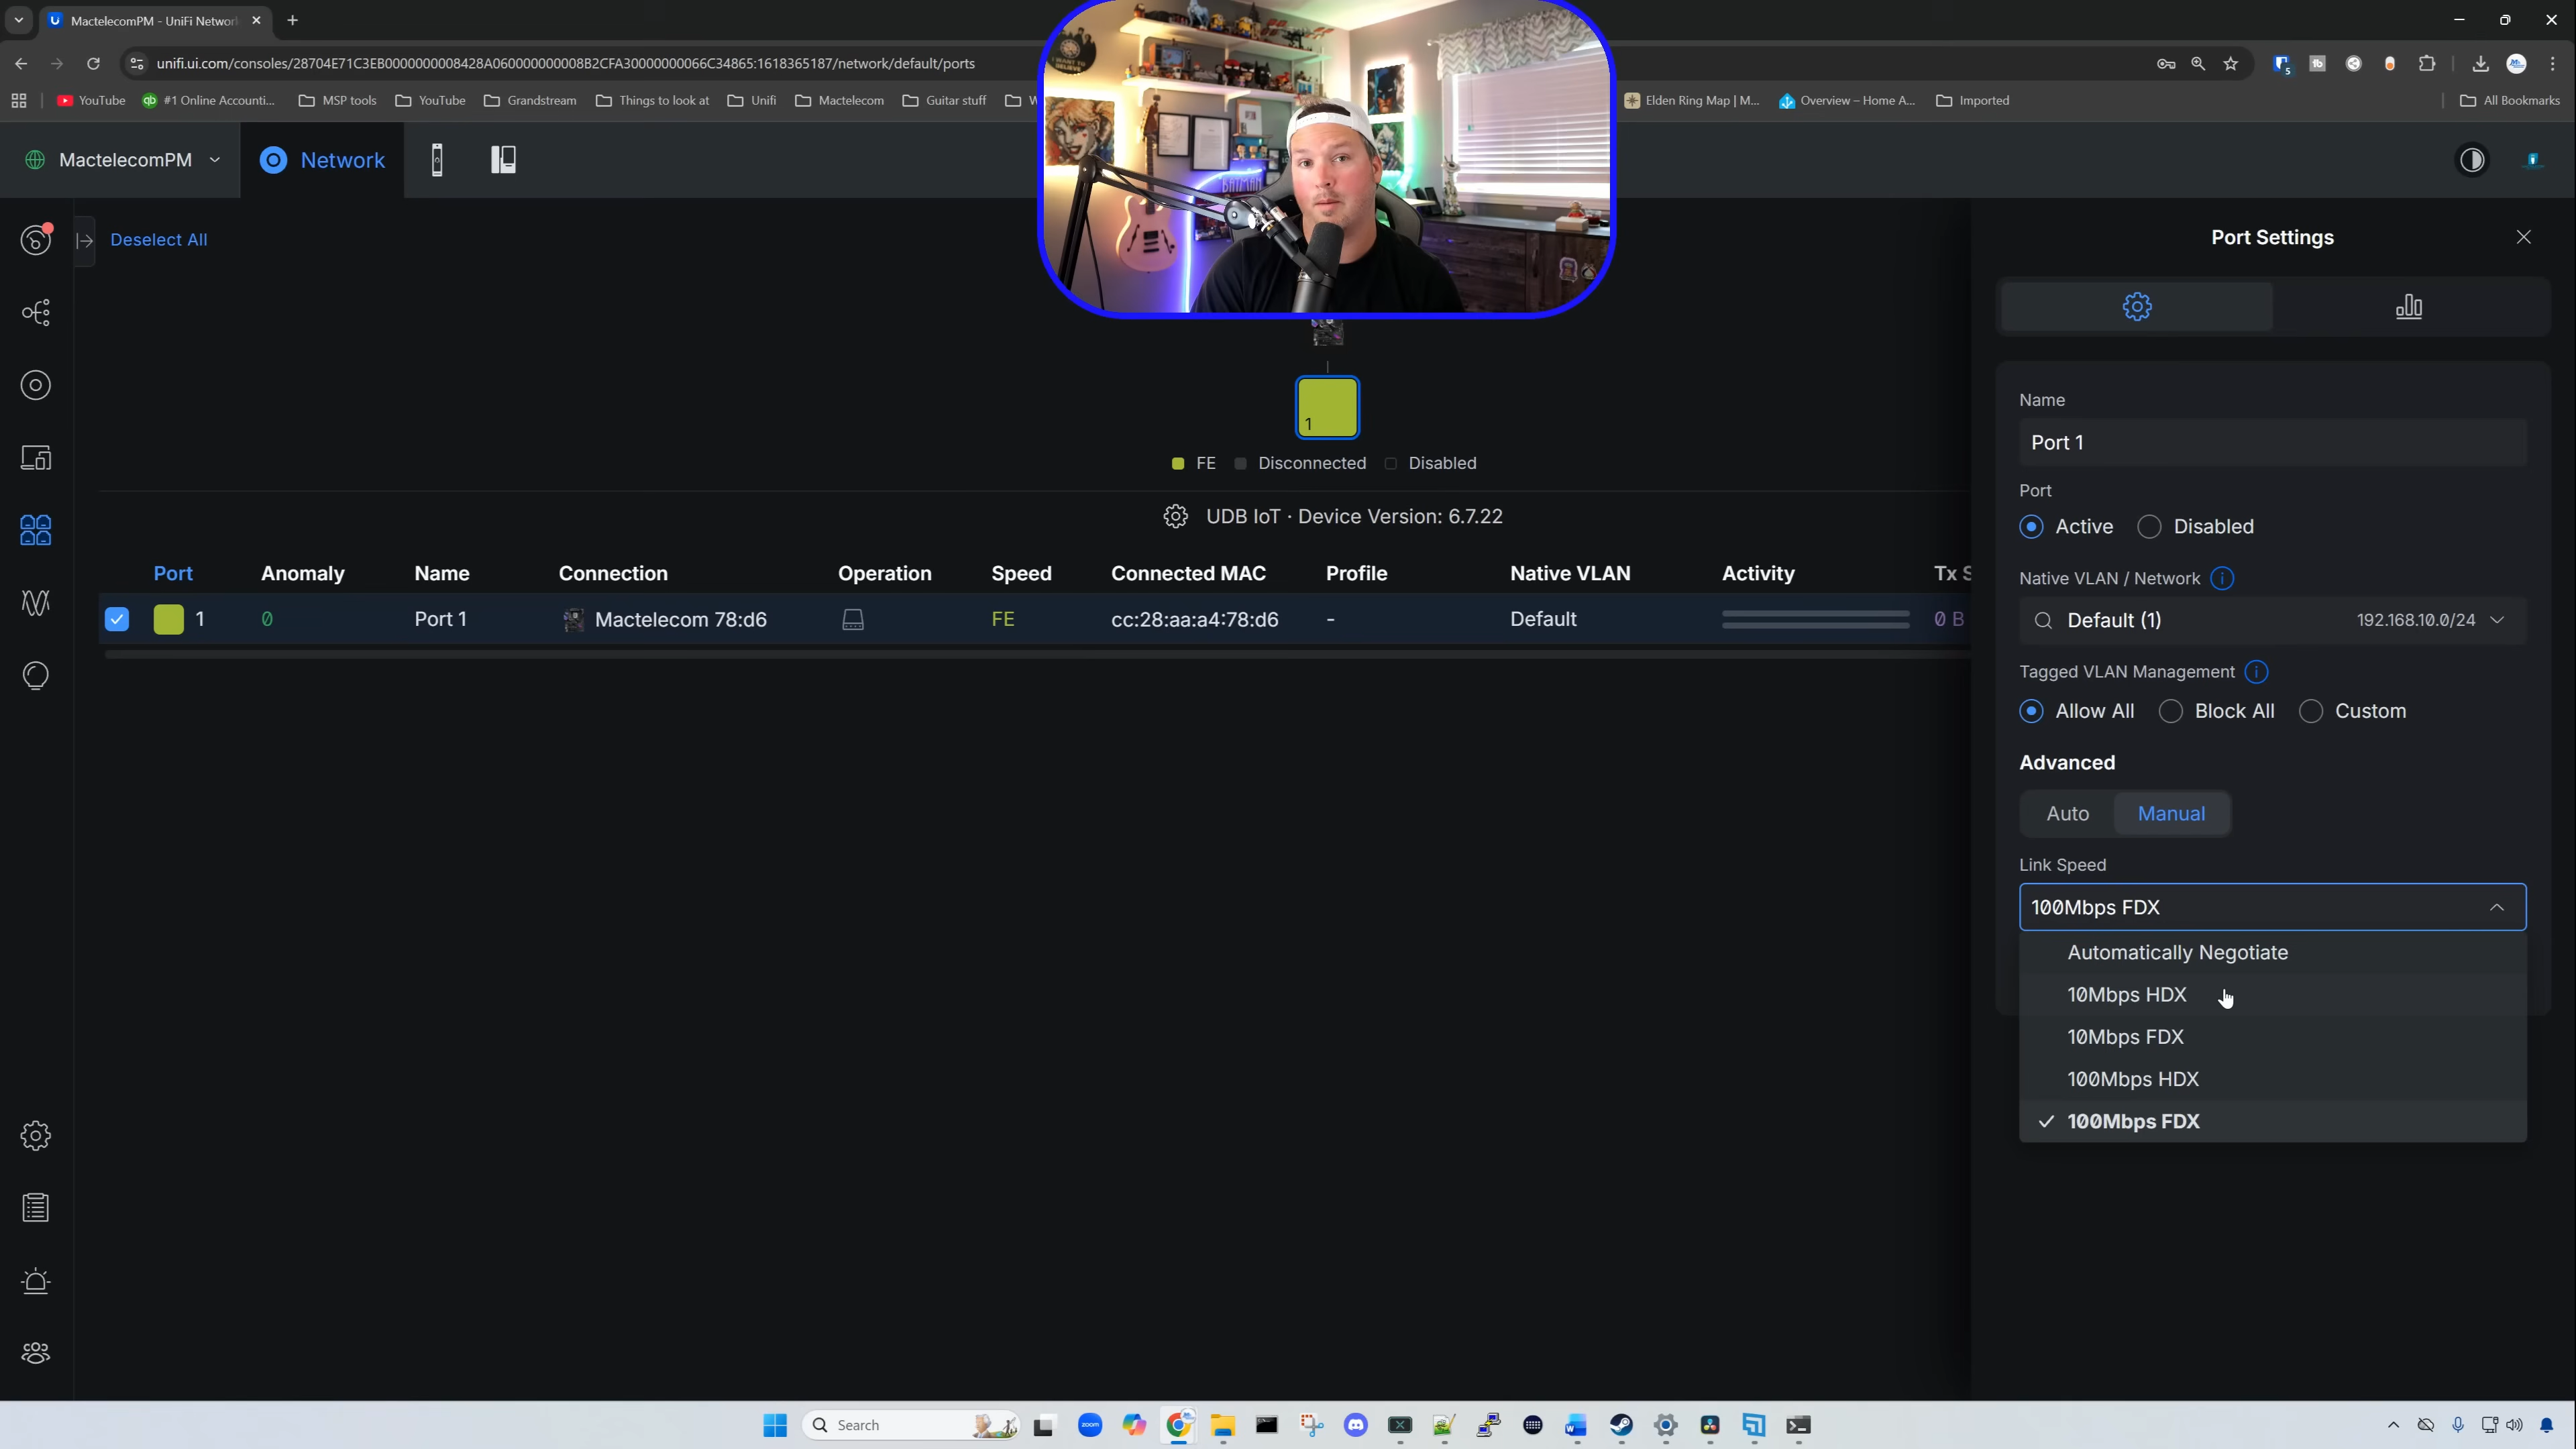 MactelecomPM - UniFi Network
unifi.ui.com/consoles/28704E71C3EB0000000008428A060000000008B2CFA30000000066C34865:1618365187/network/default/ports
YouTube
#1 Online Accounti...
MSP tools
YouTube
Grandstream
Things to look at
Unifi
Mactelecom
Guitar stuff
Elden Ring Map | M...
Overview – Home A...
Imported
All Bookmarks
MactelecomPM
Network
Deselect All
BATMAN
1
FE
Disconnected
Disabled
UDB IoT · Device Version: 6.7.22
Port Anomaly Name Connection Operation Speed Connected MAC Profile Native VLAN Activity Tx S
1 0 Port 1 Mactelecom 78:d6 FE cc:28:aa:a4:78:d6 - Default 0 B
Port Settings
Name
Port 1
Port
Active Disabled
Native VLAN / Network
Default (1) 192.168.10.0/24
Tagged VLAN Management
Allow All Block All Custom
Advanced
Auto Manual
Link Speed
100Mbps FDX
Automatically Negotiate
10Mbps HDX
10Mbps FDX
100Mbps HDX
100Mbps FDX
Search
zoom